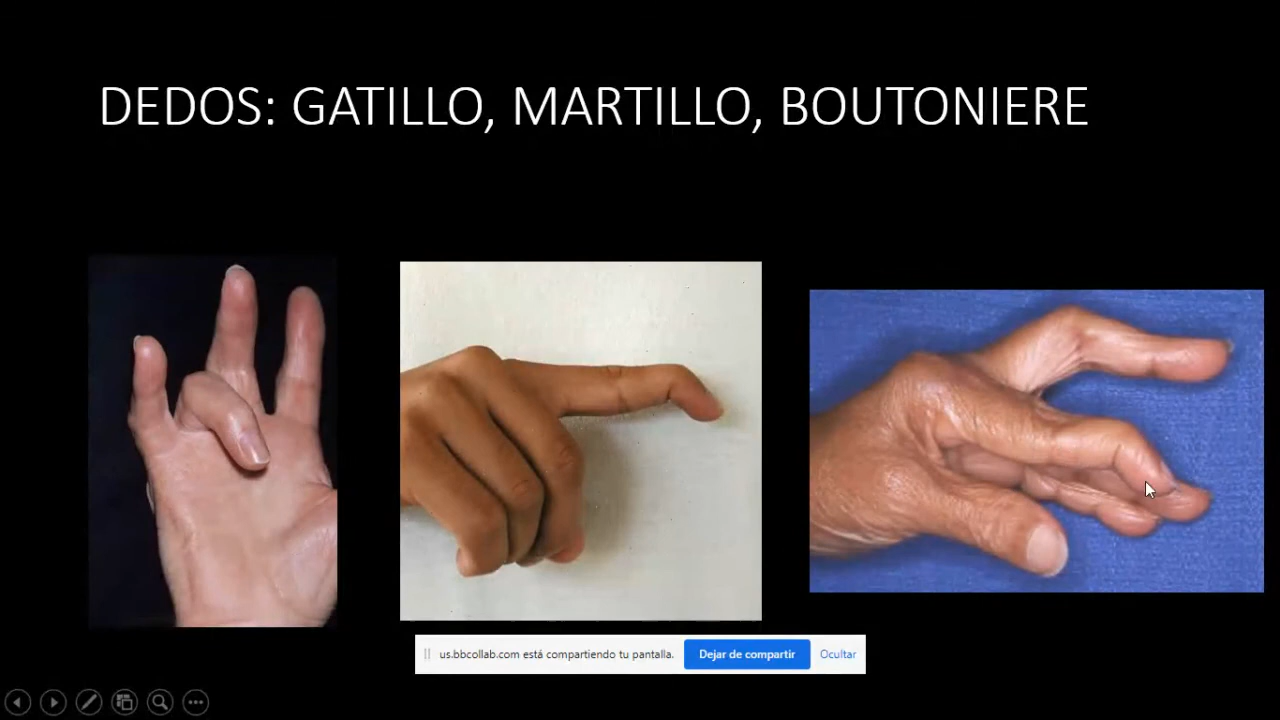 DEDOS: GATILLO, MARTILLO, BOUTONIERE
us.bbcollab.com está compartiendo tu pantalla.
Dejar de compartir
Ocultar